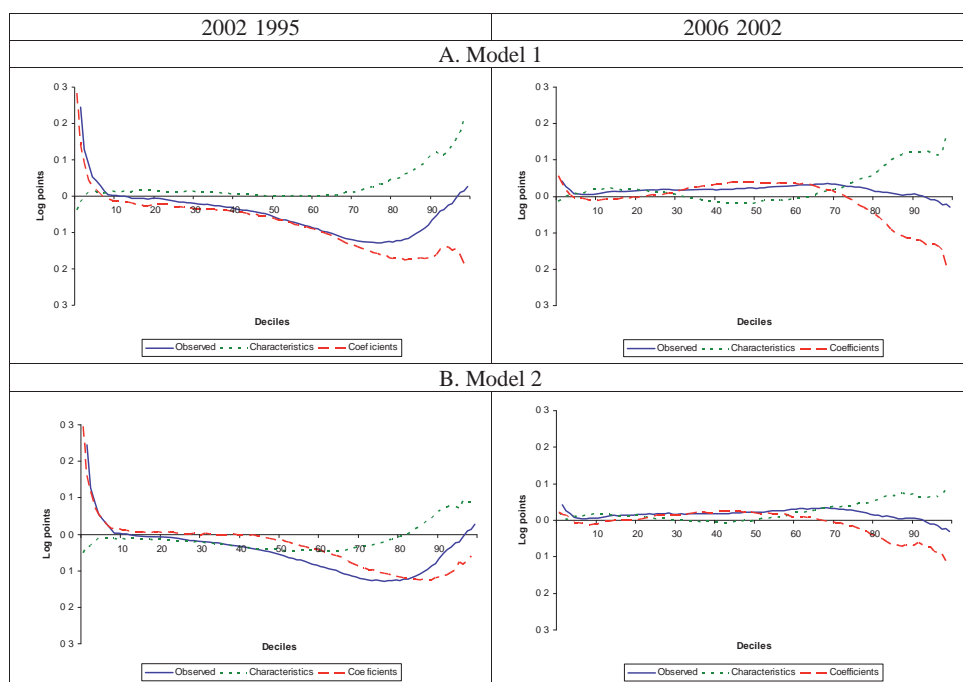 2002 1995 2006 2002
A. Model 1
0 3
0 2
0 1
0.0
0 1
0 2
0 3
Log points
10 20 30 40 50 60 70 80 90
Deciles
Observed Characteristics Coef icients
0 3
0 2
0 1
0.0
0 1
0 2
0 3
Log points
10 20 30 40 50 60 70 80 90
Deciles
Observed Characteristics Coefficients
B. Model 2
0 3
0 2
0 1
0.0
0 1
0 2
0 3
Log points
10 20 30 40 50 60 70 80 90
Deciles
Observed Characteristics Coe ficients
0 3
0 2
0 1
0.0
0 1
0 2
0 3
Log points
10 20 30 40 50 60 70 80 90
Deciles
Observed Characteristics Coefficients